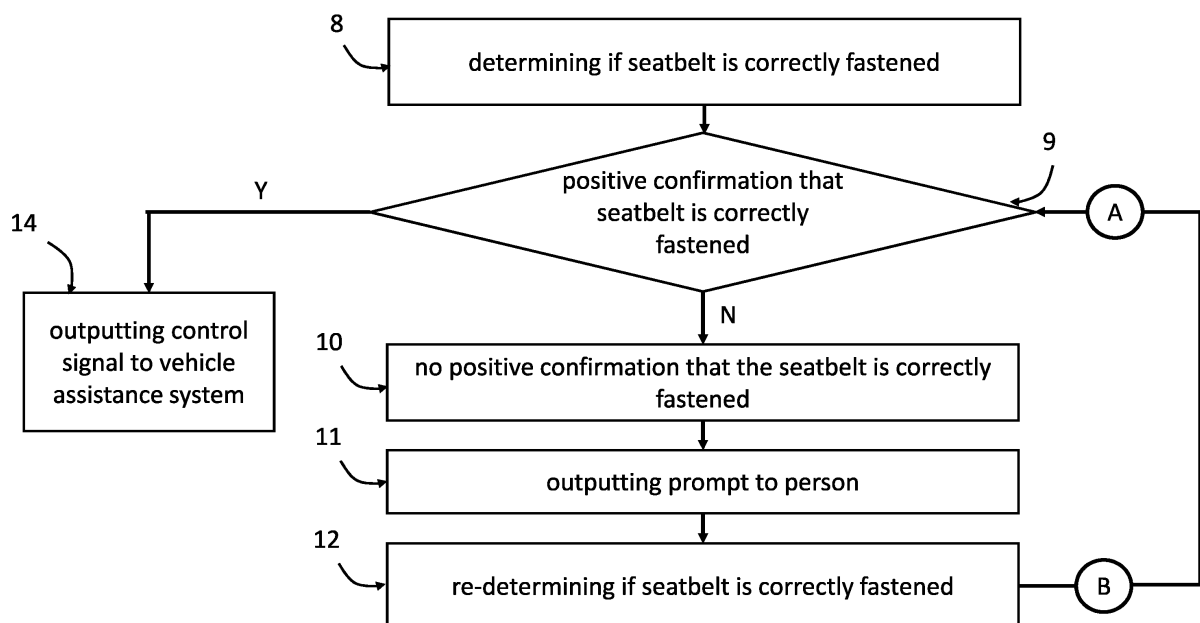 8
determining if seatbelt is correctly fastened
9
positive confirmation that
seatbelt is correctly
fastened
Y
A
14
N
outputting control
signal to vehicle
assistance system
10
no positive confirmation that the seatbelt is correctly
fastened
11
outputting prompt to person
12
re-determining if seatbelt is correctly fastened
B